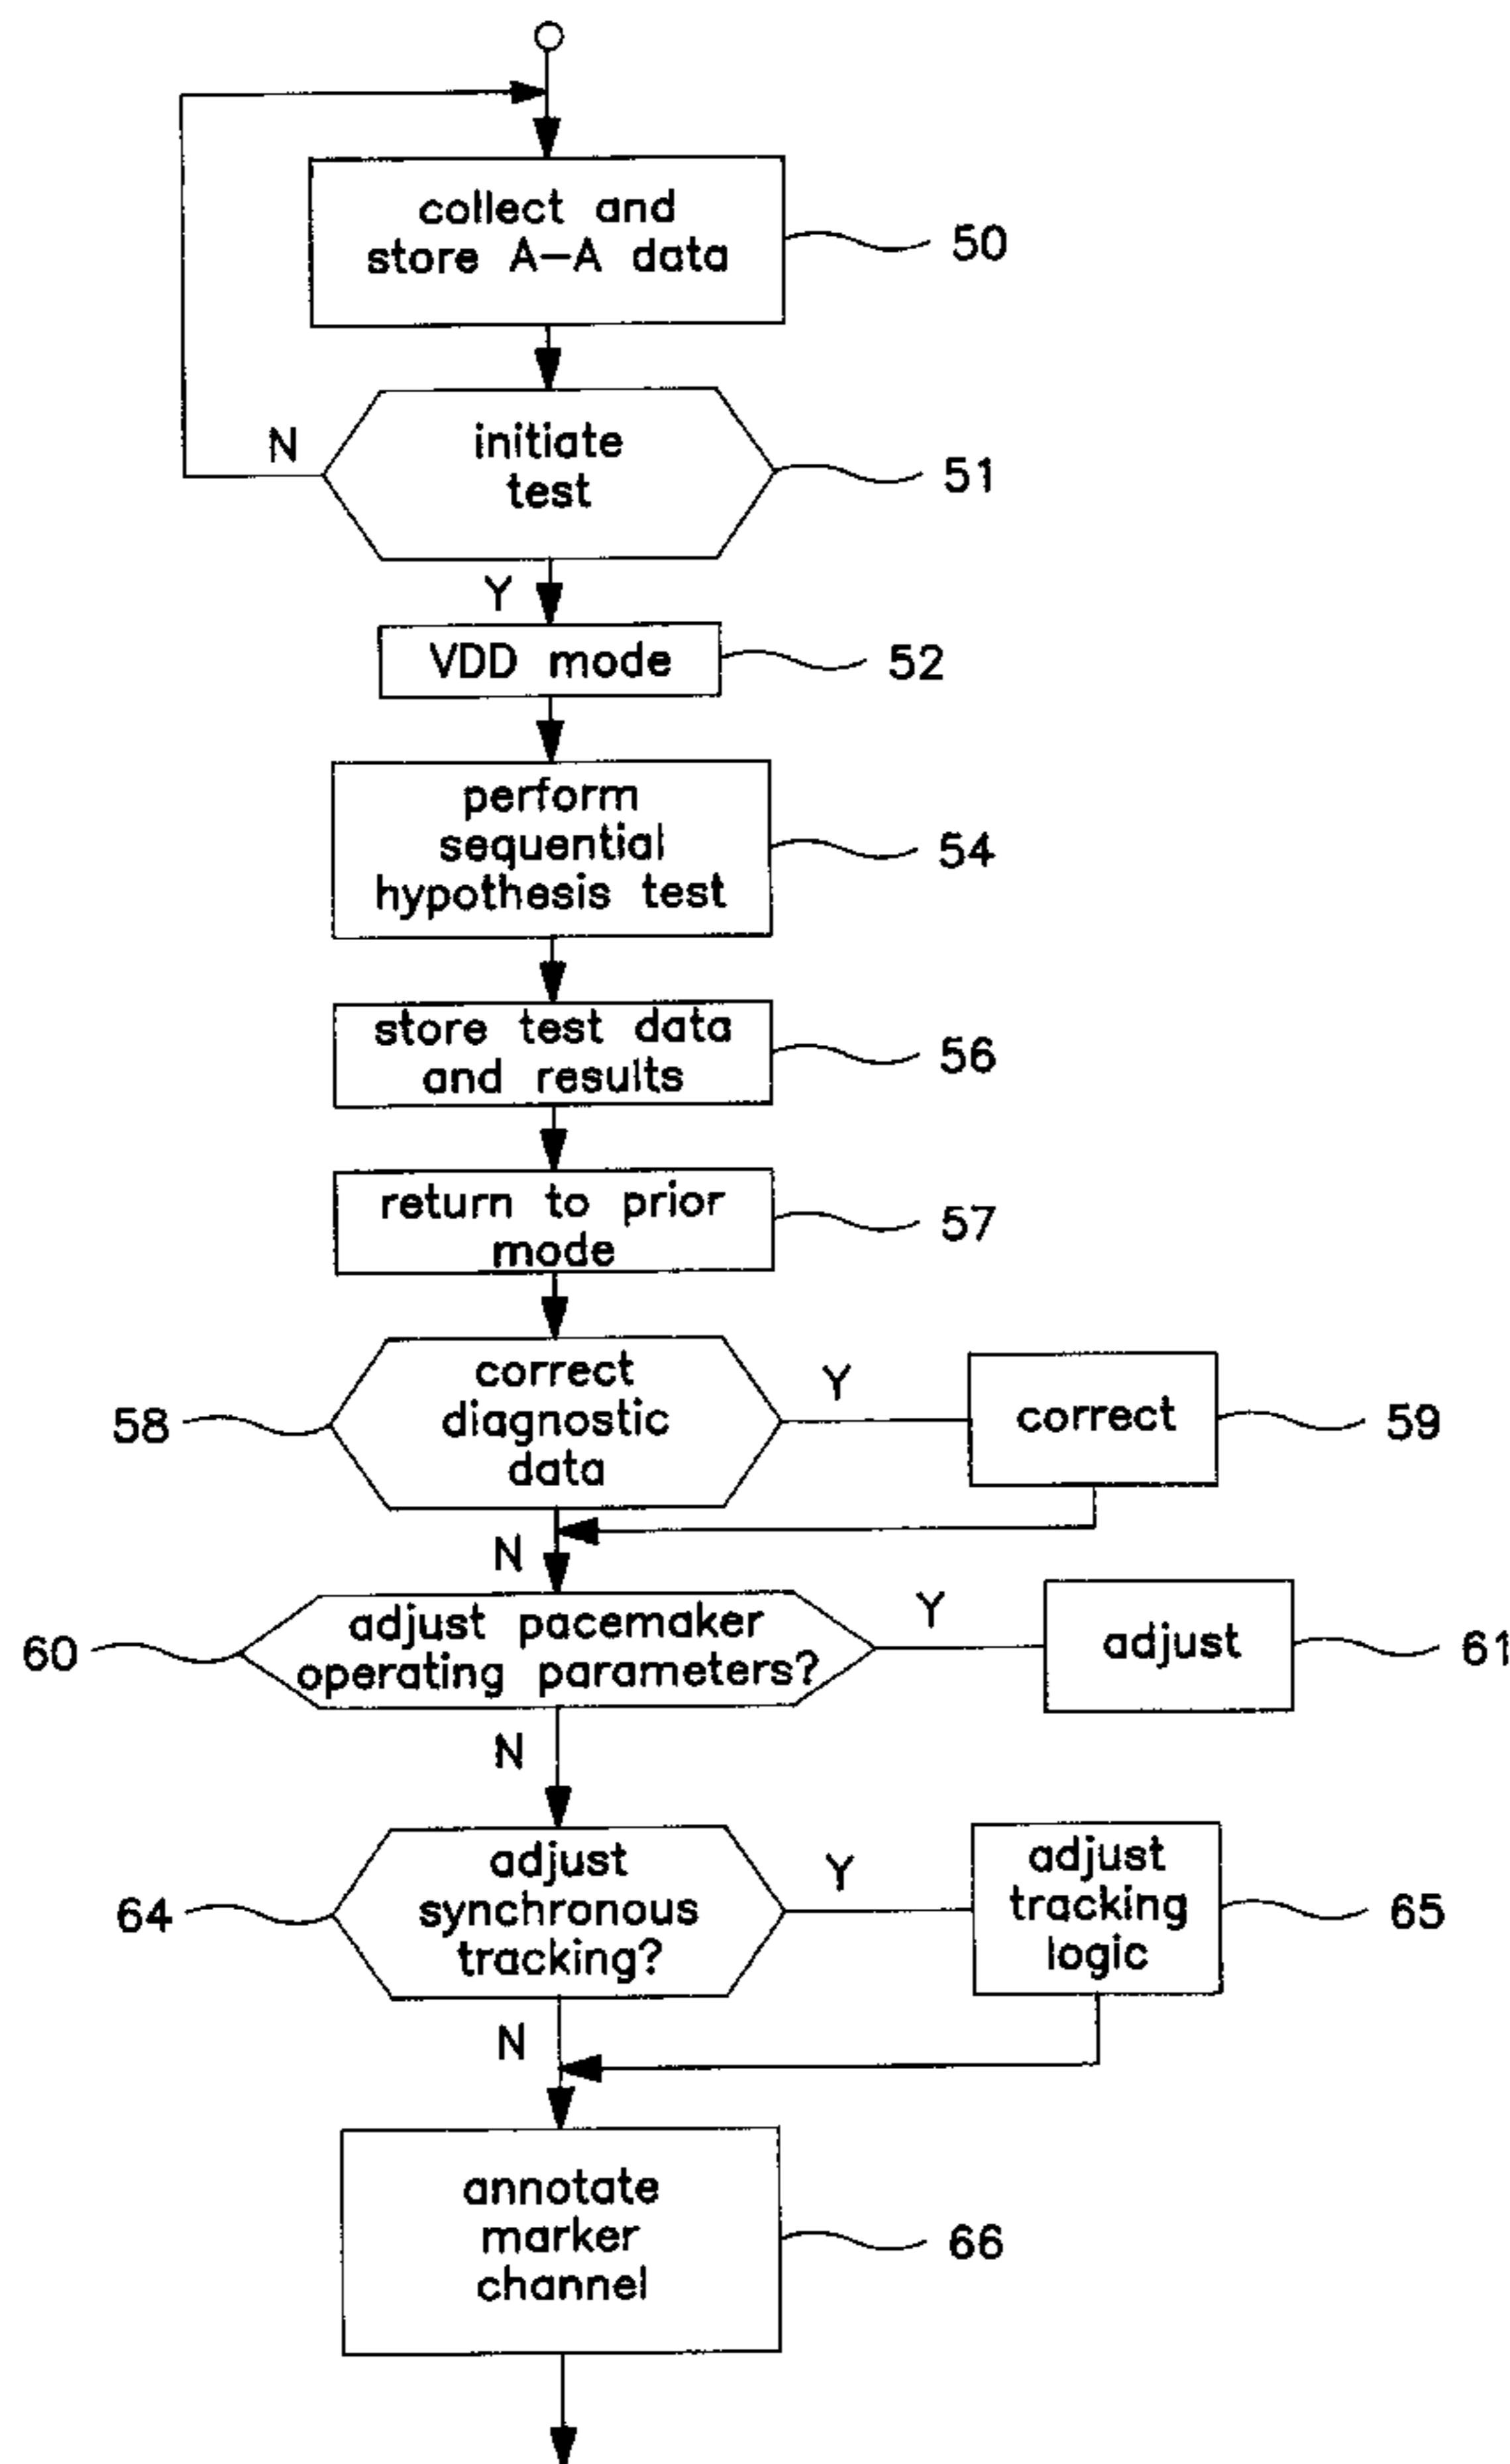 collect and
store A-A data
50
N
initiate
test
51
Y
VDD mode
52
perform
sequential
hypothesis test
54
store test data
and results
56
return to prior
mode
57
58
correct
diagnostic
data
Y
correct
59
N
60
adjust pacemaker
operating parameters?
Y
adjust
61
N
64
adjust
synchronous
tracking?
Y
adjust
tracking
logic
65
N
annotate
marker
channel
66